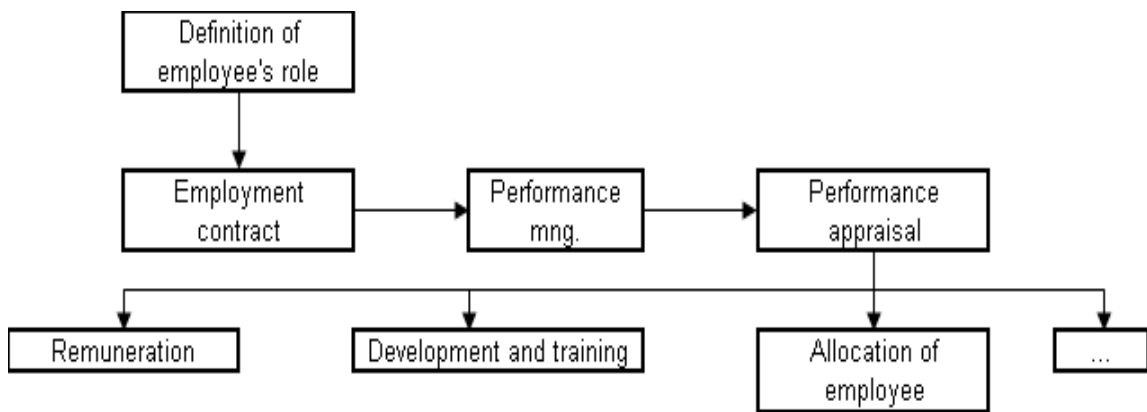 Definition of
employee's role
Employment
contract
Performance
mng.
Performance
appraisal
Remuneration
Development and training
Allocation of
employee
...